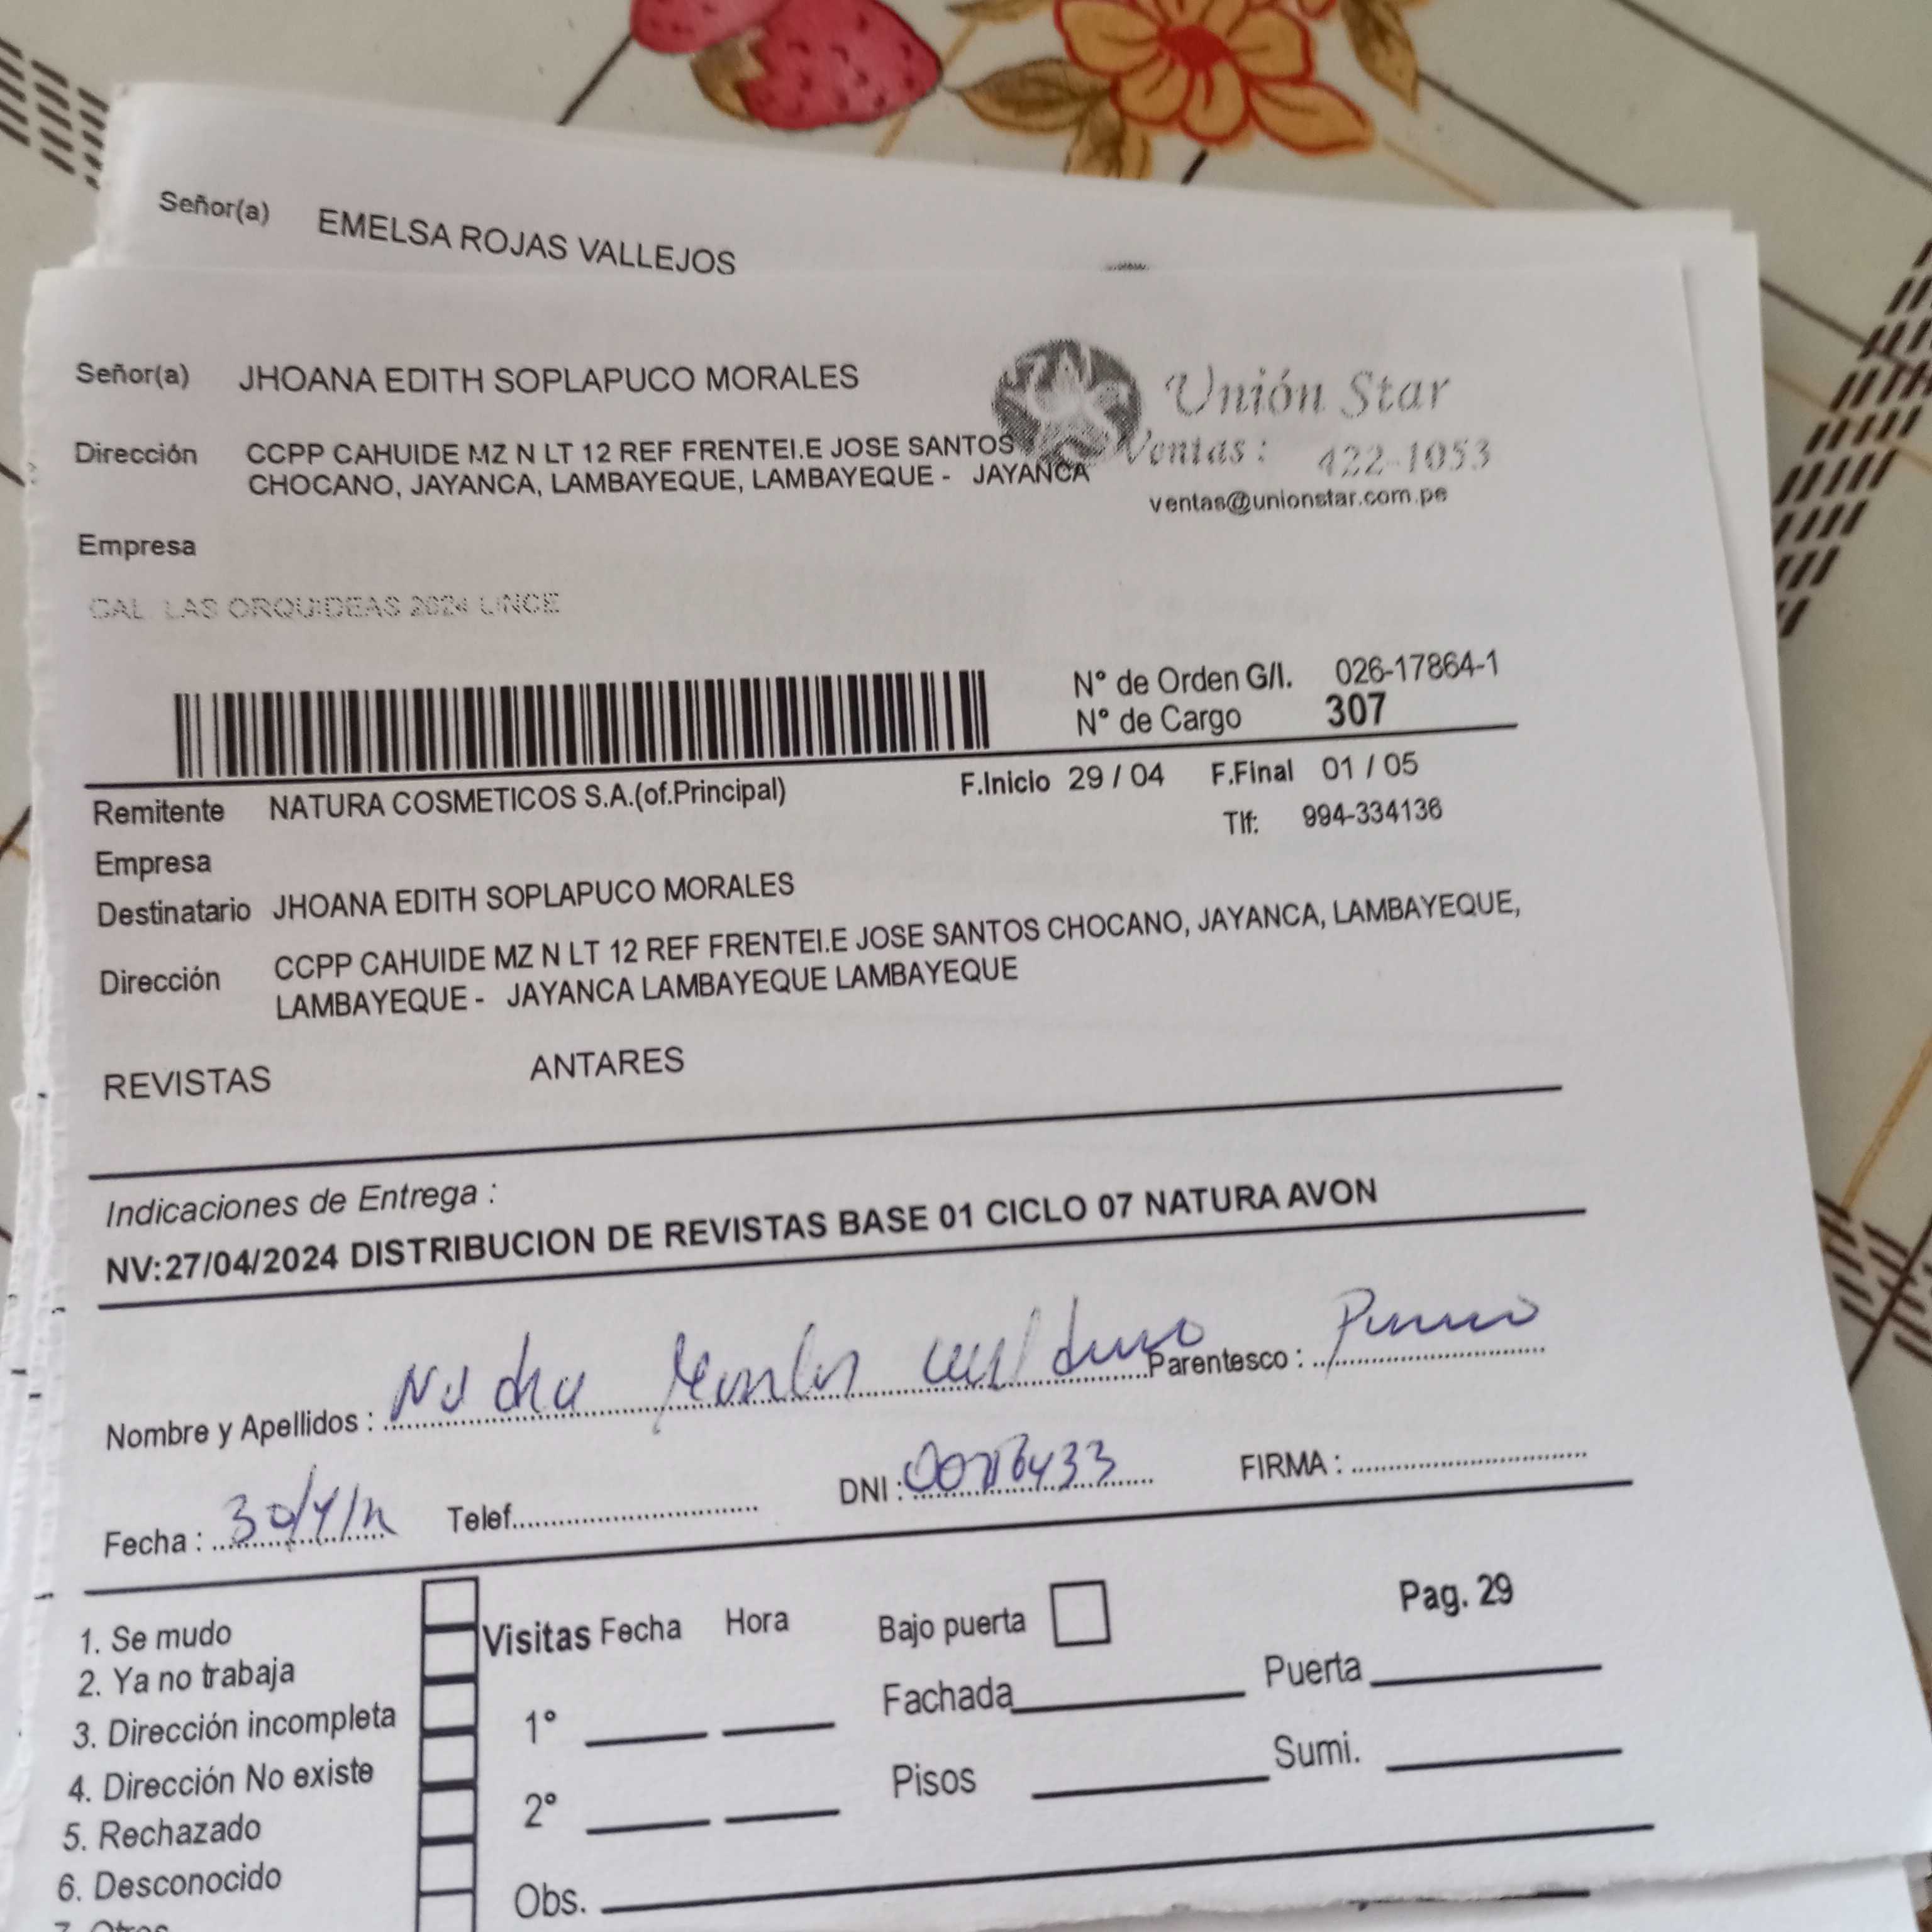 Señor(a) EMELSA ROJAS VALLEJOS
Señor(a) JHOANA EDITH SOPLAPUCO MORALES
Unión Star
Dirección CCPP CAHUIDE MZ N LT 12 REF FRENTEI.E JOSE SANTOS
CHOCANO, JAYANCA, LAMBAYEQUE, LAMBAYEQUE - JAYANCA
Ventas: 422-1053
ventas@unionstar.com.pe
Empresa
CAL LAS ORQUIDEAS 2024 LINCE
N° de Orden G/I. 026-17864-1
N° de Cargo 307
Remitente NATURA COSMETICOS S.A.(of.Principal) F.Inicio 29 / 04 F.Final 01 / 05
Tlf: 994-334136
Empresa
Destinatario JHOANA EDITH SOPLAPUCO MORALES
Dirección CCPP CAHUIDE MZ N LT 12 REF FRENTEI.E JOSE SANTOS CHOCANO, JAYANCA, LAMBAYEQUE,
LAMBAYEQUE - JAYANCA LAMBAYEQUE LAMBAYEQUE
REVISTAS ANTARES
Indicaciones de Entrega :
NV:27/04/2024 DISTRIBUCION DE REVISTAS BASE 01 CICLO 07 NATURA AVON
Nombre y Apellidos : Parentesco :
Fecha : Telef. DNI : FIRMA :
1. Se mudo
2. Ya no trabaja
3. Dirección incompleta
4. Dirección No existe
5. Rechazado
6. Desconocido
7. Otros
Visitas Fecha Hora
1°
2°
Obs.
Bajo puerta Pag. 29
Fachada Puerta
Pisos Sumi.